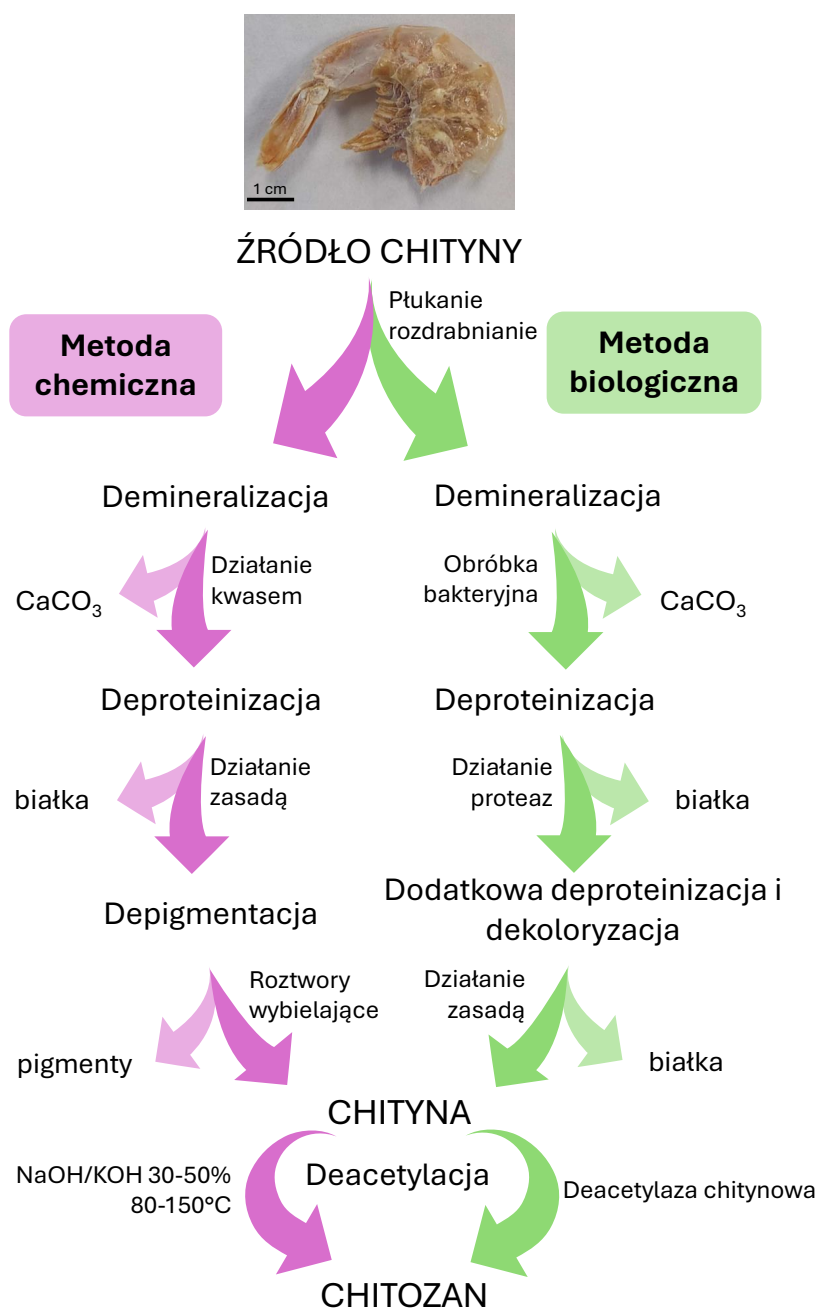 1 cm
ŹRÓDŁO CHITYNY
Płukanie
rozdrabnianie
Metoda
chemiczna
Metoda
biologiczna
Demineralizacja
Demineralizacja
Działanie
kwasem
Obróbka
bakteryjna
CaCO₃
CaCO₃
Deproteinizacja
Deproteinizacja
Działanie
zasadą
Działanie
proteaz
białka
białka
Depigmentacja
Dodatkowa deproteinizacja i
dekoloryzacja
Roztwory
wybielające
Działanie
zasadą
pigmenty
białka
CHITYNA
NaOH/KOH 30-50%
80-150°C
Deacetylacja
Deacetylaza chitynowa
CHITOZAN